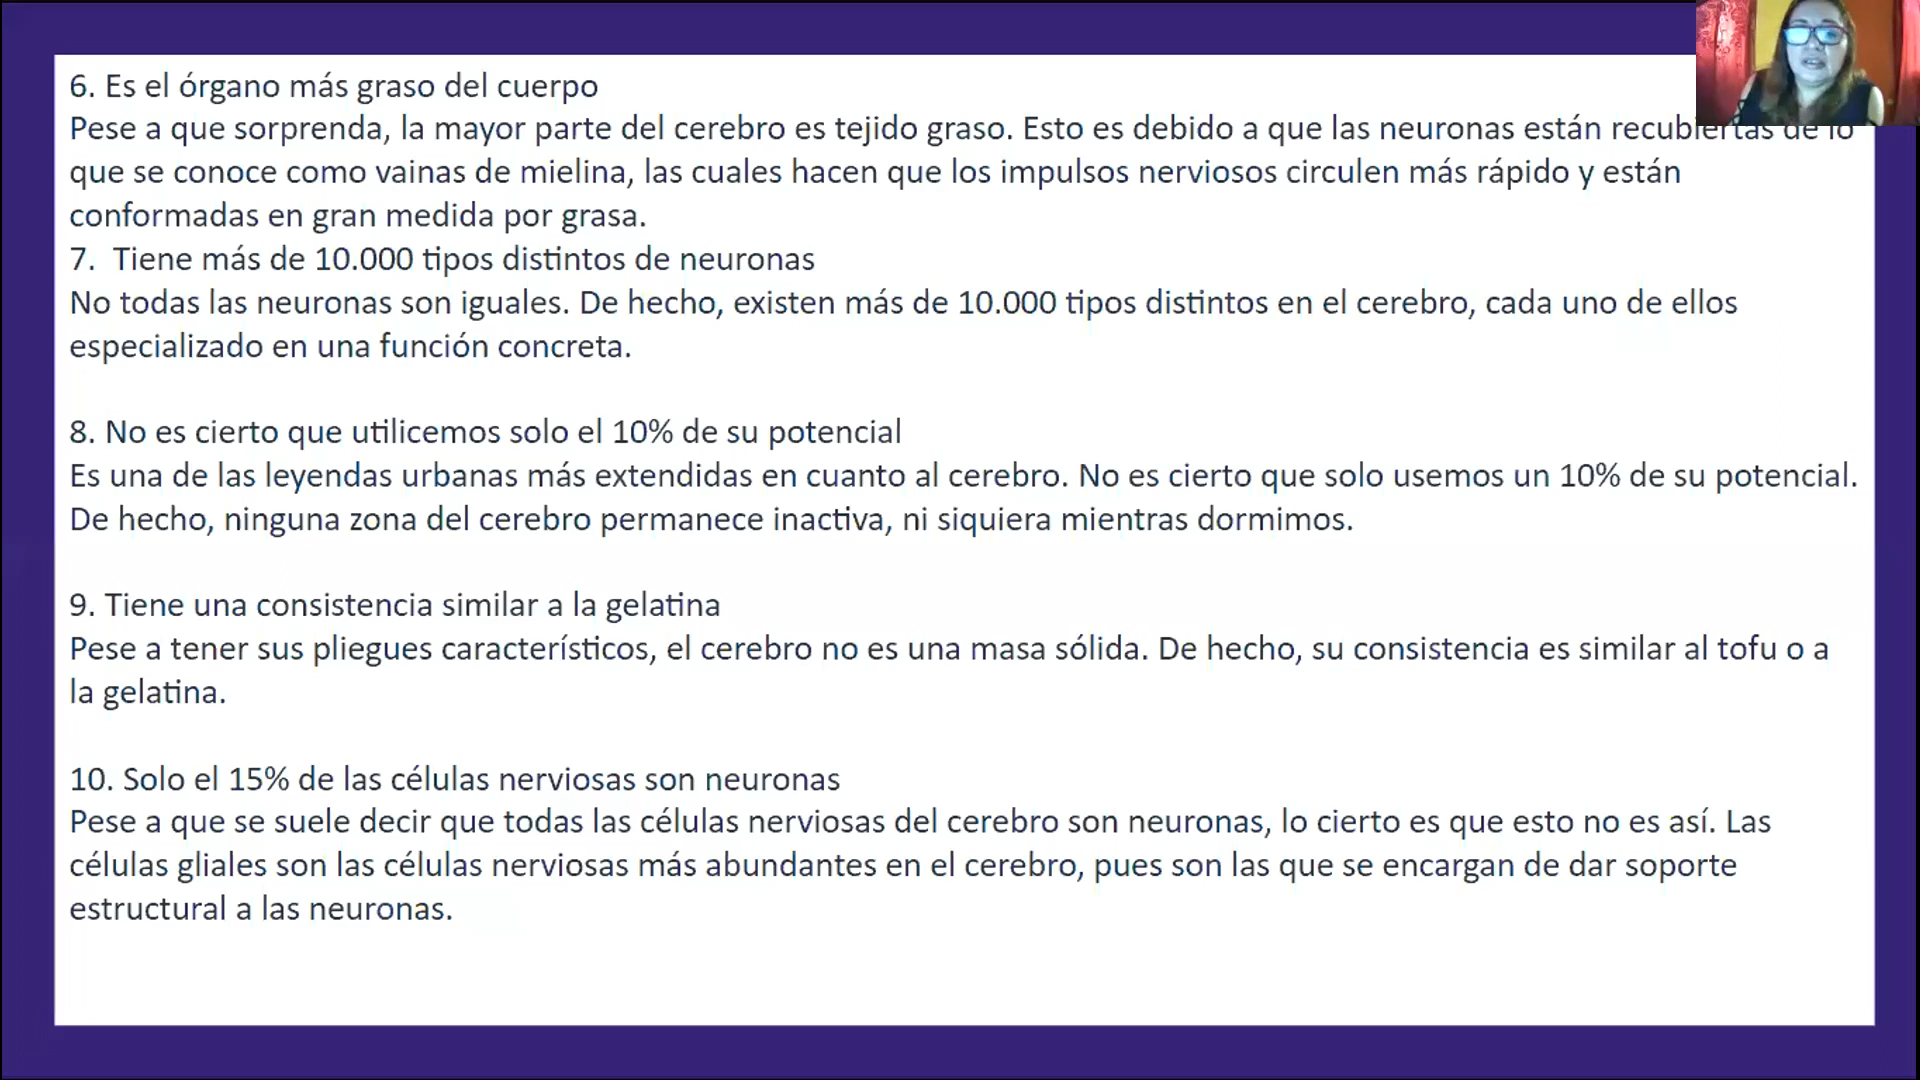 6. Es el órgano más graso del cuerpo
Pese a que sorprenda, la mayor parte del cerebro es tejido graso. Esto es debido a que las neuronas están recubiertas de lo
que se conoce como vainas de mielina, las cuales hacen que los impulsos nerviosos circulen más rápido y están
conformadas en gran medida por grasa.
7.  Tiene más de 10.000 tipos distintos de neuronas
No todas las neuronas son iguales. De hecho, existen más de 10.000 tipos distintos en el cerebro, cada uno de ellos
especializado en una función concreta.
8. No es cierto que utilicemos solo el 10% de su potencial
Es una de las leyendas urbanas más extendidas en cuanto al cerebro. No es cierto que solo usemos un 10% de su potencial.
De hecho, ninguna zona del cerebro permanece inactiva, ni siquiera mientras dormimos.
9. Tiene una consistencia similar a la gelatina
Pese a tener sus pliegues característicos, el cerebro no es una masa sólida. De hecho, su consistencia es similar al tofu o a
la gelatina.
10. Solo el 15% de las células nerviosas son neuronas
Pese a que se suele decir que todas las células nerviosas del cerebro son neuronas, lo cierto es que esto no es así. Las
células gliales son las células nerviosas más abundantes en el cerebro, pues son las que se encargan de dar soporte
estructural a las neuronas.